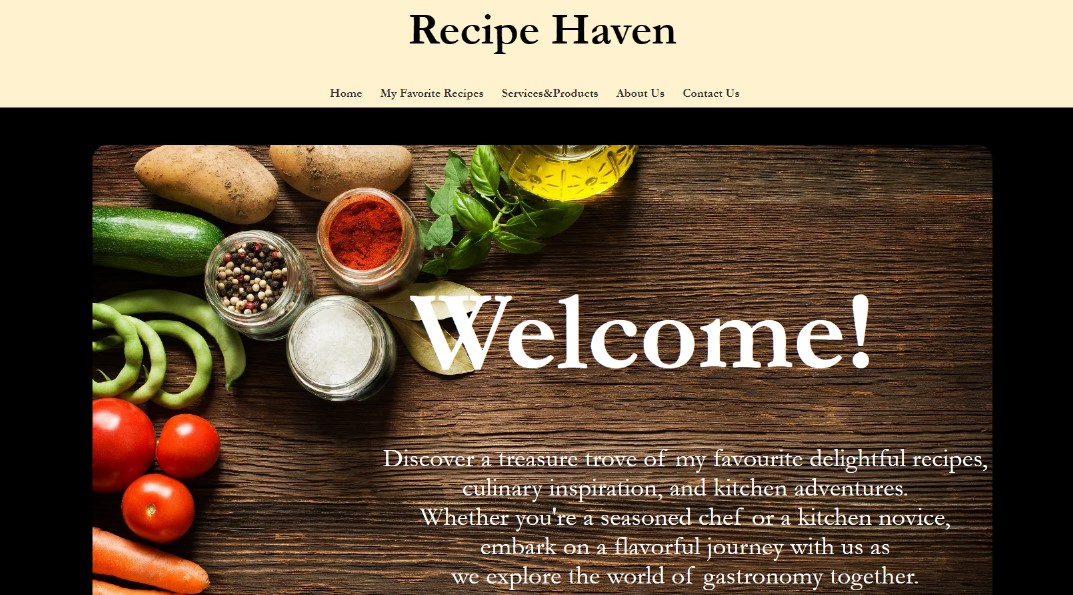 Recipe Haven
Home My Favorite Recipes Services&Products About Us Contact Us
Welcome!
Discover a treasure trove of my favourite delightful recipes,
culinary inspiration, and kitchen adventures.
Whether you're a seasoned chef or a kitchen novice,
embark on a flavorful journey with us as
we explore the world of gastronomy together.